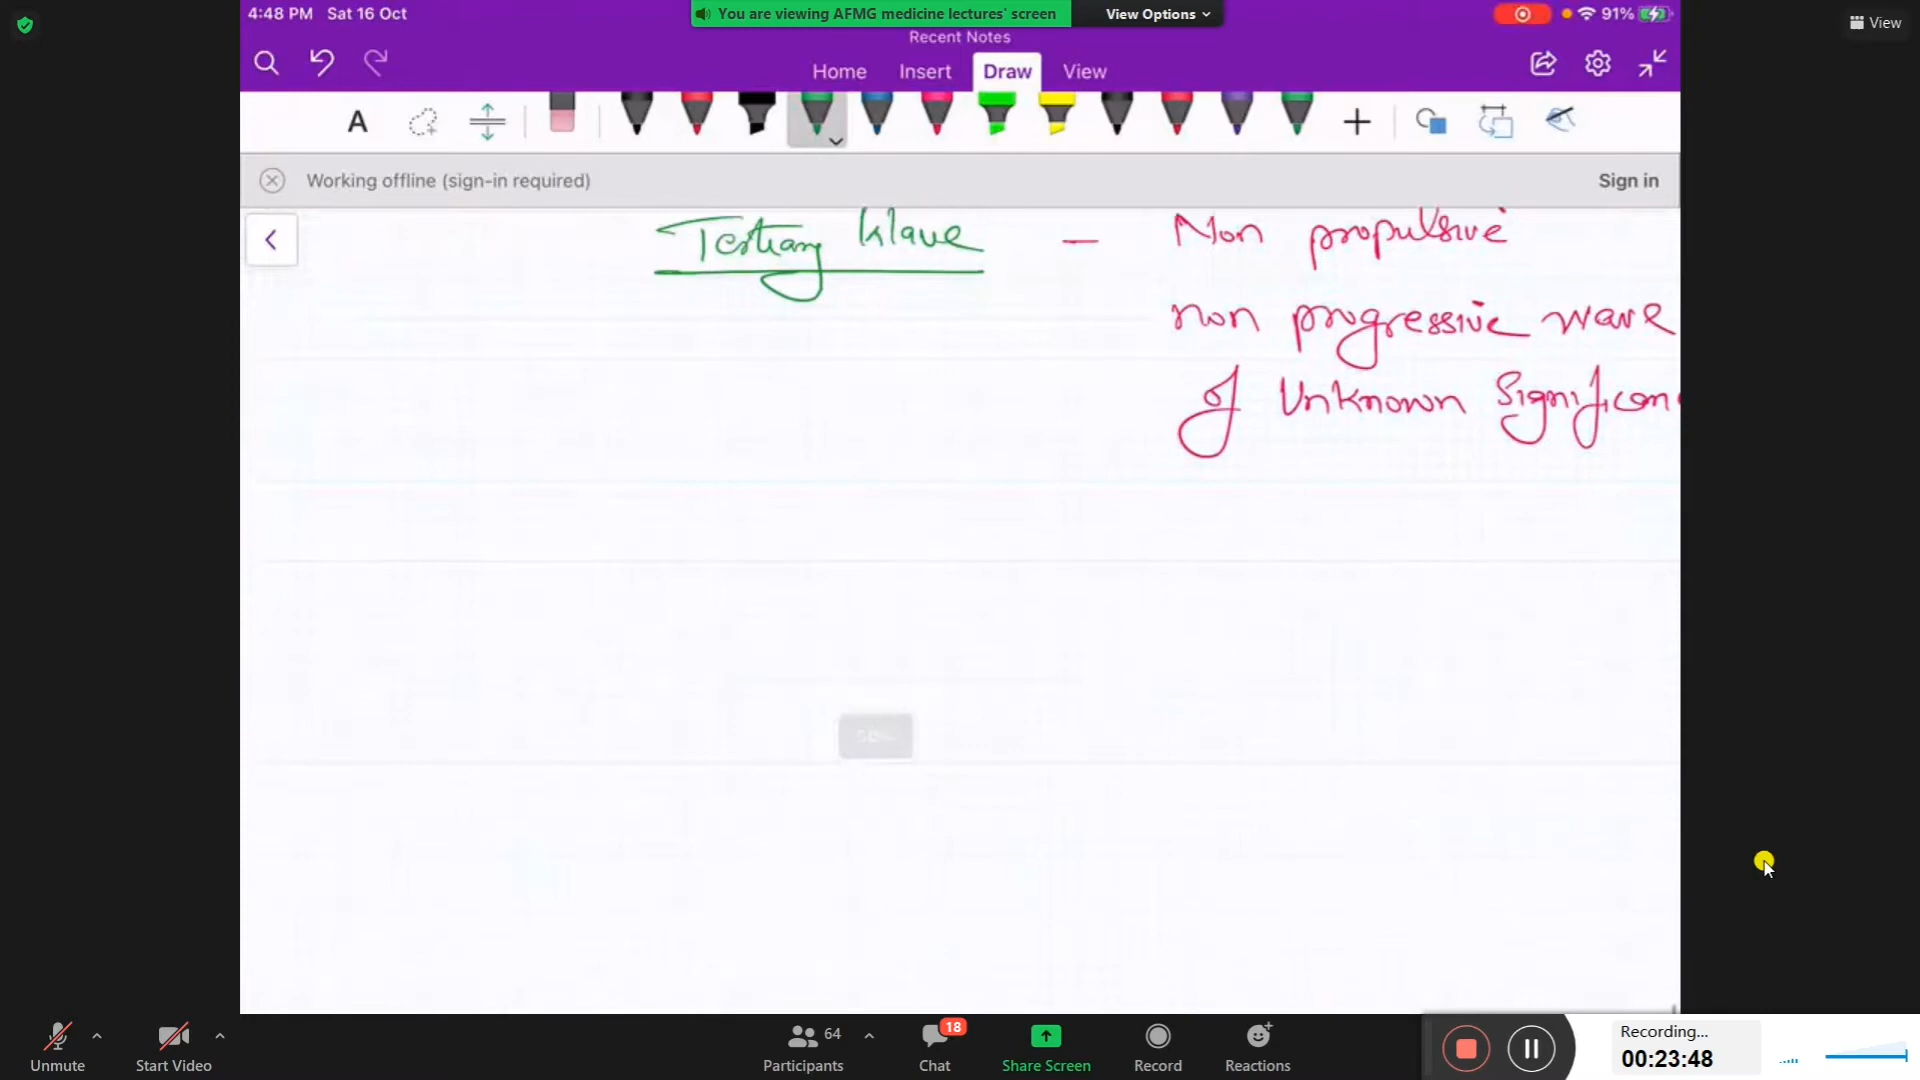 4:48 PM Sat 16 Oct
You are viewing AFMG medicine lectures' screen
View Options
91%
View
Recent Notes
Home Insert Draw View
A
Working offline (sign-in required)
Sign in
Tertiary Wave - Non propulsive
non progressive wave
of Unknown Significan
Unmute
Start Video
64
Participants
18
Chat
Share Screen
Record
Reactions
Recording...
00:23:48